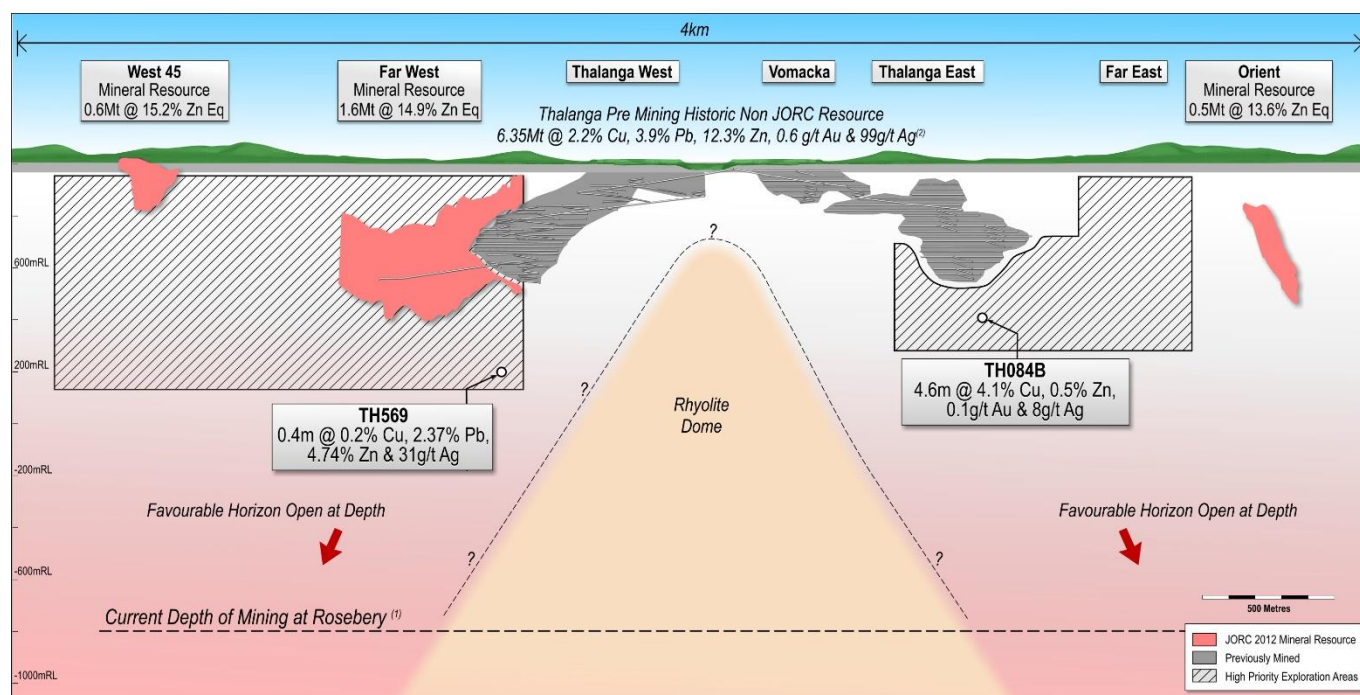 4km
West 45
Mineral Resource
0.6Mt @ 15.2% Zn Eq
Far West
Mineral Resource
1.6Mt @ 14.9% Zn Eq
Thalanga West
Vomacka
Thalanga East
Far East
Orient
Mineral Resource
0.5Mt @ 13.6% Zn Eq
Thalanga Pre Mining Historic Non JORC Resource
6.35Mt @ 2.2% Cu, 3.9% Pb, 12.3% Zn, 0.6 g/t Au & 99g/t Ag(2)
?
600mRL
200mRL
TH084B
4.6m @ 4.1% Cu, 0.5% Zn,
0.1g/t Au & 8g/t Ag
?
?
TH569
0.4m @ 0.2% Cu, 2.37% Pb,
4.74% Zn & 31g/t Ag
Rhyolite
Dome
-200mRL
Favourable Horizon Open at Depth
Favourable Horizon Open at Depth
?
?
-600mRL
Current Depth of Mining at Rosebery (1)
500 Metres
JORC 2012 Mineral Resource
Previously Mined
High Priority Exploration Areas
-1000mRL